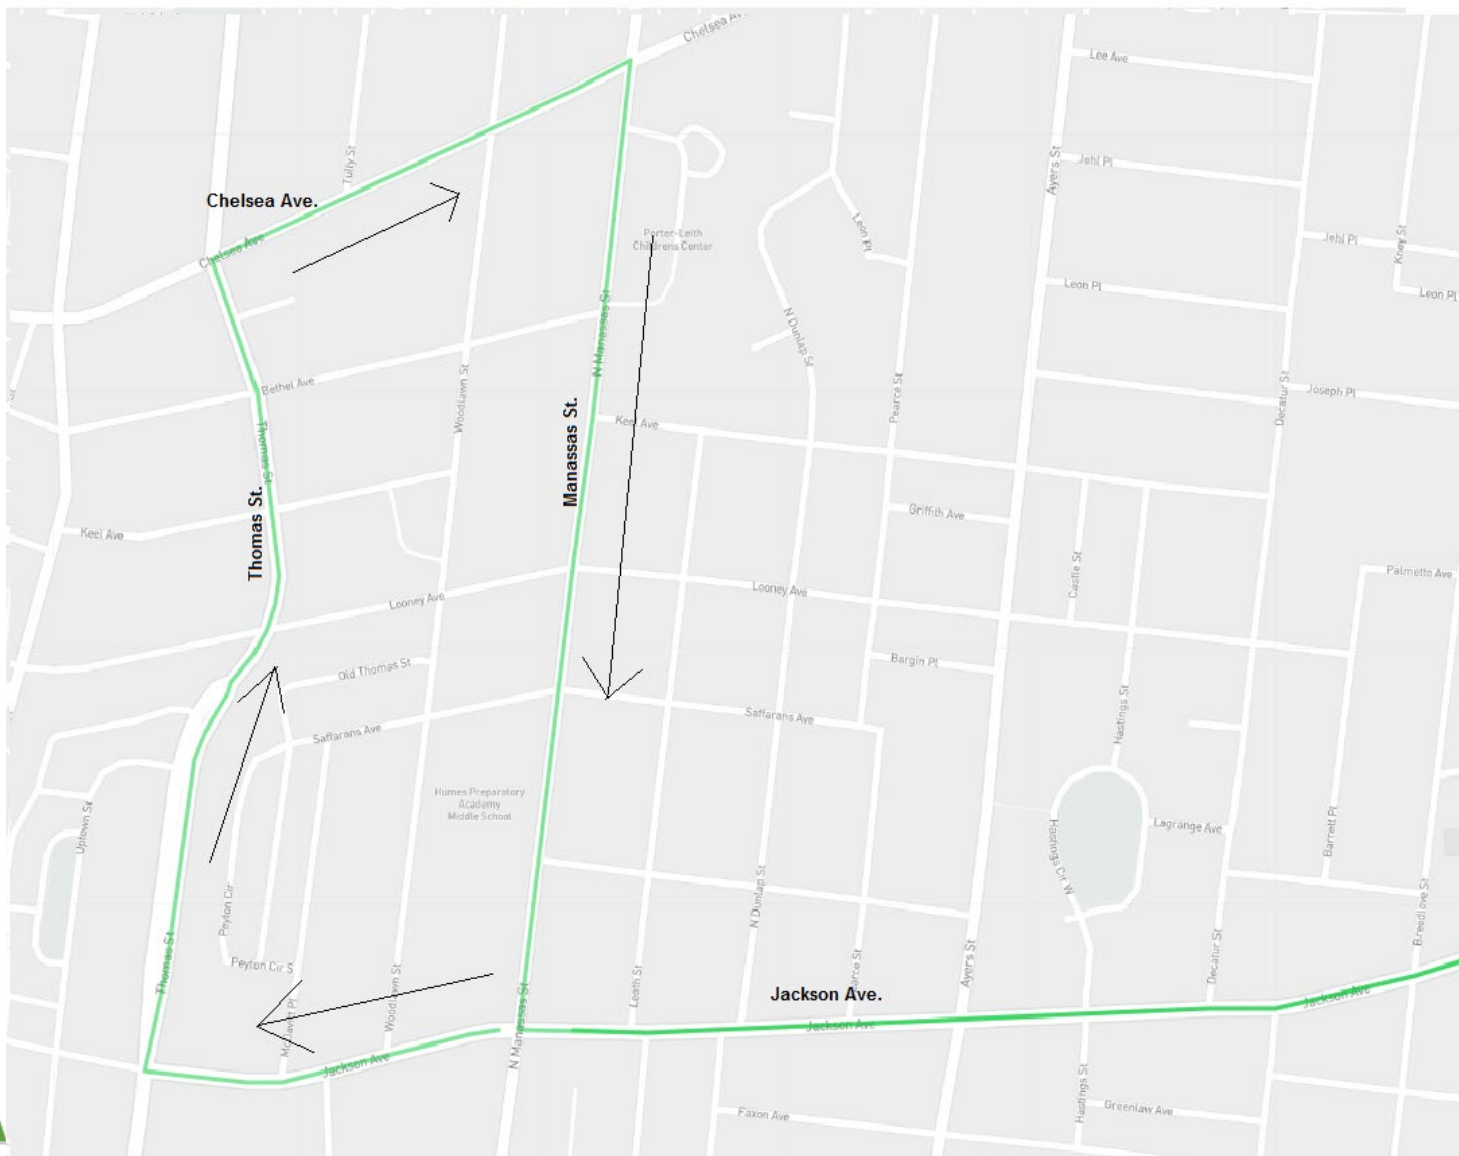 Chelsea Ave
Lee Ave
Tully St
Ayers St
Jehl Pl
Chelsea Ave.
Chelsea Ave
Porter-Leith
Childrens Center
Leon Pl
Jehl Pl
Kney St
Leon Pl
Leon Pl
N Manassas St
N Dunlap St
Bethel Ave
Woodlawn St
Pearce St
Decatur St
Joseph Pl
Manassas St.
Keel Ave
Thomas St
Thomas St.
Keel Ave
Griffith Ave
Castle St
Palmetto Ave
Looney Ave
Looney Ave
Old Thomas St
Bargin Pl
Saffarans Ave
Saffarans Ave
Hastings St
Humes Preparatory
Academy
Middle School
Uptown St
Lagrange Ave
Barrett Pl
Hastings Cir W
Peyton Cir
N Dunlap St
Breedlove St
Thomas St
Peyton Cir S
Woodlawn St
Leath St
Ayers St
Decatur St
Jackson Ave.
Jackson Ave
Jackson Ave
N Manassas St
Jackson Ave
Hastings St
Faxon Ave
Greenlaw Ave